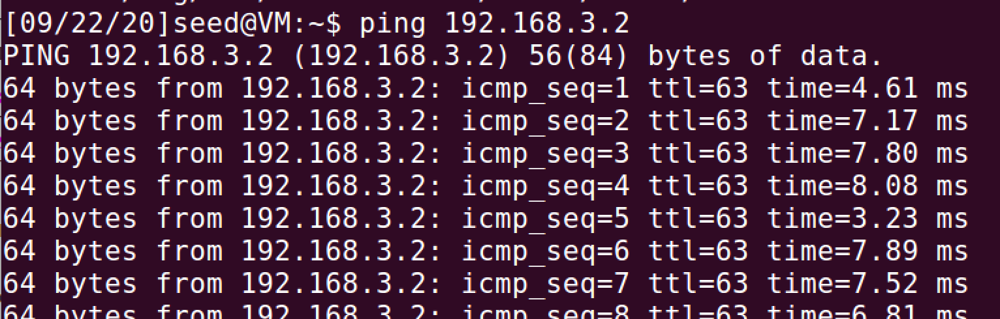 [09/22/20]seed@VM:~$ ping 192.168.3.2
PING 192.168.3.2 (192.168.3.2) 56(84) bytes of data.
64 bytes from 192.168.3.2: icmp_seq=1 ttl=63 time=4.61 ms
64 bytes from 192.168.3.2: icmp_seq=2 ttl=63 time=7.17 ms
64 bytes from 192.168.3.2: icmp_seq=3 ttl=63 time=7.80 ms
64 bytes from 192.168.3.2: icmp_seq=4 ttl=63 time=8.08 ms
64 bytes from 192.168.3.2: icmp_seq=5 ttl=63 time=3.23 ms
64 bytes from 192.168.3.2: icmp_seq=6 ttl=63 time=7.89 ms
64 bytes from 192.168.3.2: icmp_seq=7 ttl=63 time=7.52 ms
64 bytes from 192.168.3.2: icmp_seq=8 ttl=63 time=6.81 ms